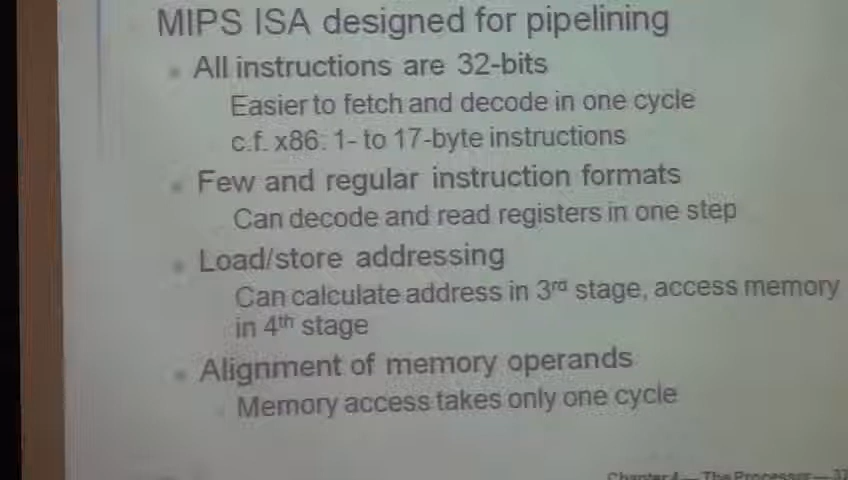 MIPS ISA designed for pipelining
All instructions are 32-bits
Easier to fetch and decode in one cycle
c.f. x86: 1- to 17-byte instructions
Few and regular instruction formats
Can decode and read registers in one step
Load/store addressing
Can calculate address in 3rd stage, access memory
in 4th stage
Alignment of memory operands
Memory access takes only one cycle
Chapter 4 — The Processor —